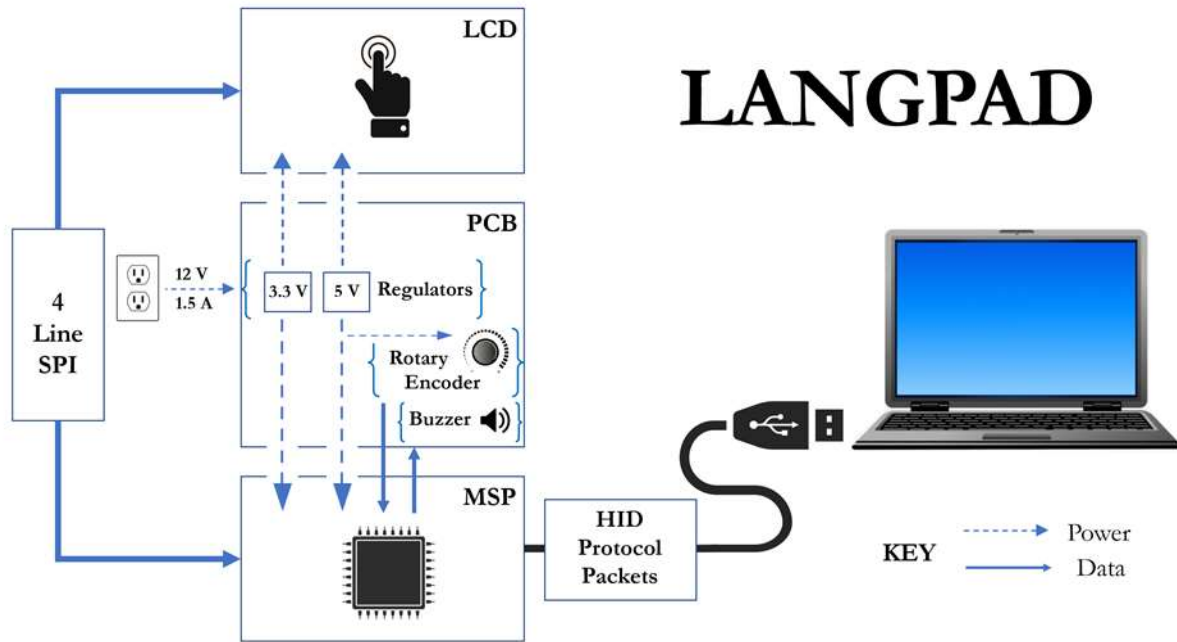 LCD
LANGPAD
PCB
4
Line
SPI
12 V
1.5 A
3.3 V
5 V
Regulators
Rotary
Encoder
Buzzer
MSP
HID
Protocol
Packets
KEY
Power
Data